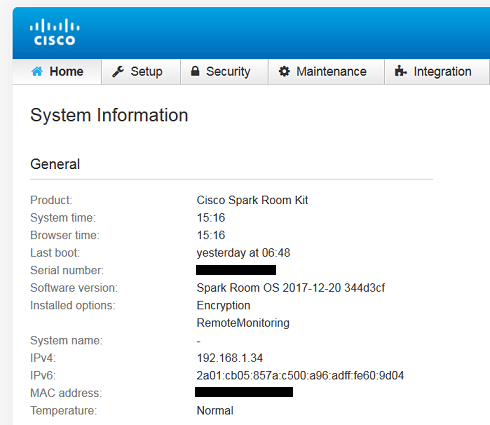 CISCO
Home Setup Security Maintenance Integration
System Information
General
Product: Cisco Spark Room Kit
System time: 15:16
Browser time: 15:16
Last boot: yesterday at 06:48
Serial number:
Software version: Spark Room OS 2017-12-20 344d3cf
Installed options: Encryption
RemoteMonitoring
System name: -
IPv4: 192.168.1.34
IPv6: 2a01:cb05:857a:c500:a96:adff:fe60:9d04
MAC address:
Temperature: Normal